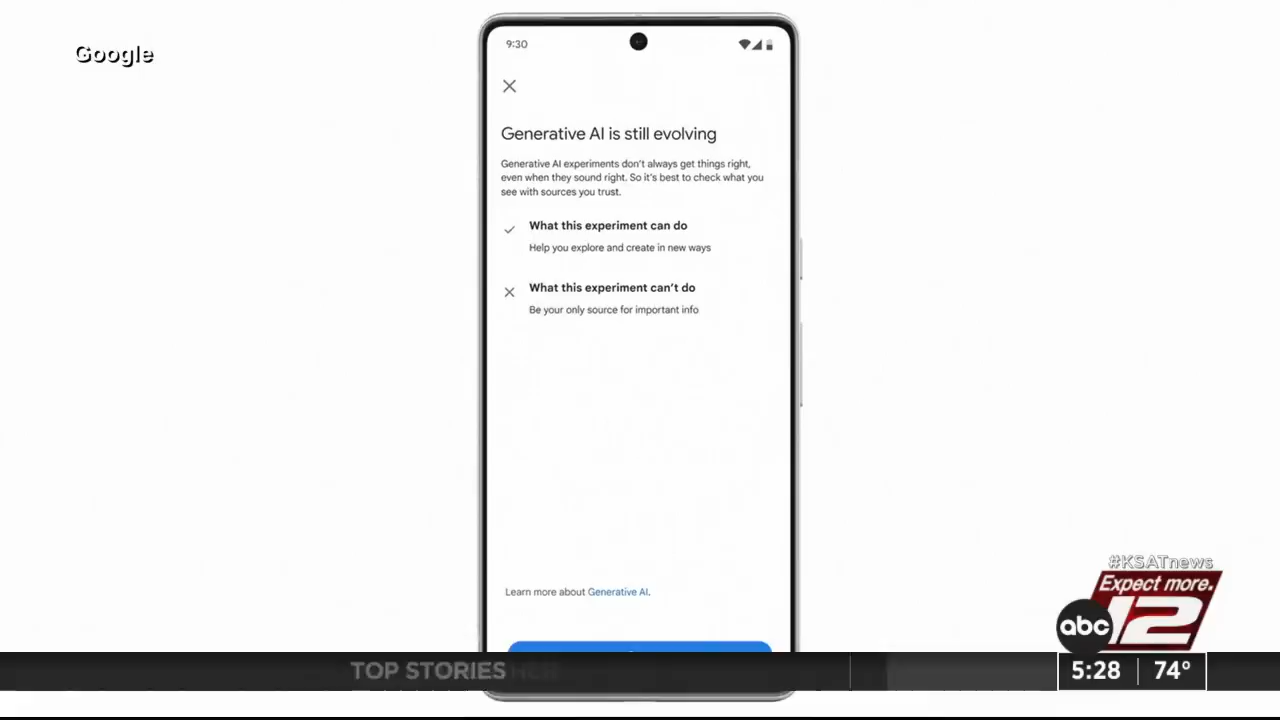 Google
9:30
Generative AI is still evolving
Generative AI experiments don't always get things right,
even when they sound right. So it's best to check what you
see with sources you trust.
What this experiment can do
Help you explore and create in new ways
What this experiment can't do
Be your only source for important info
Learn more about Generative AI.
#KSATnews
Expect more.
abc 12
TOP STORIES
5:28 74°